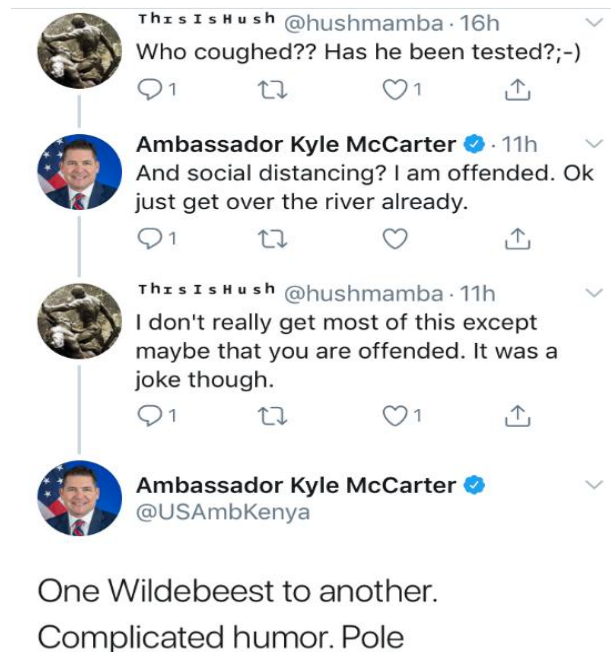 ThisIsHush @hushmamba · 16h
Who coughed?? Has he been tested?;-)
1 1
Ambassador Kyle McCarter · 11h
And social distancing? I am offended. Ok
just get over the river already.
1
ThisIsHush @hushmamba · 11h
I don't really get most of this except
maybe that you are offended. It was a
joke though.
1 1
Ambassador Kyle McCarter
@USAmbKenya
One Wildebeest to another.
Complicated humor. Pole